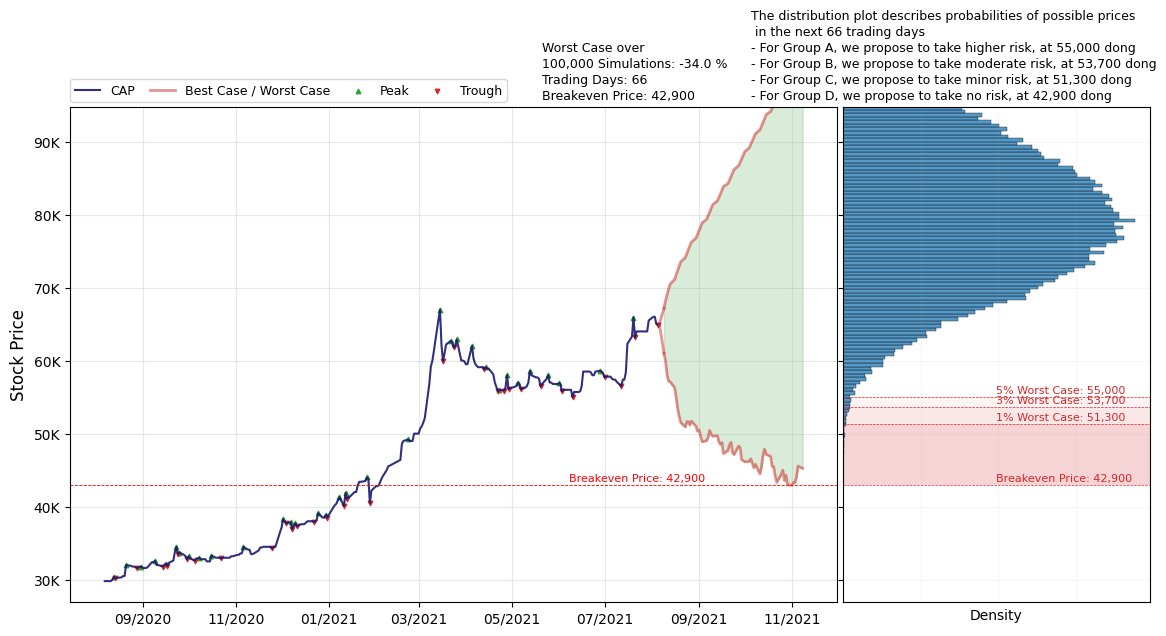 The distribution plot describes probabilities of possible prices
in the next 66 trading days
- For Group A, we propose to take higher risk, at 55,000 dong
- For Group B, we propose to take moderate risk, at 53,700 dong
- For Group C, we propose to take minor risk, at 51,300 dong
- For Group D, we propose to take no risk, at 42,900 dong
Worst Case over
100,000 Simulations: -34.0 %
Trading Days: 66
Breakeven Price: 42,900
CAP
Best Case / Worst Case
Peak
Trough
Stock Price
90K
80K
70K
60K
50K
40K
30K
Breakeven Price: 42,900
09/2020
11/2020
01/2021
03/2021
05/2021
07/2021
09/2021
11/2021
5% Worst Case: 55,000
3% Worst Case: 53,700
1% Worst Case: 51,300
Breakeven Price: 42,900
Density